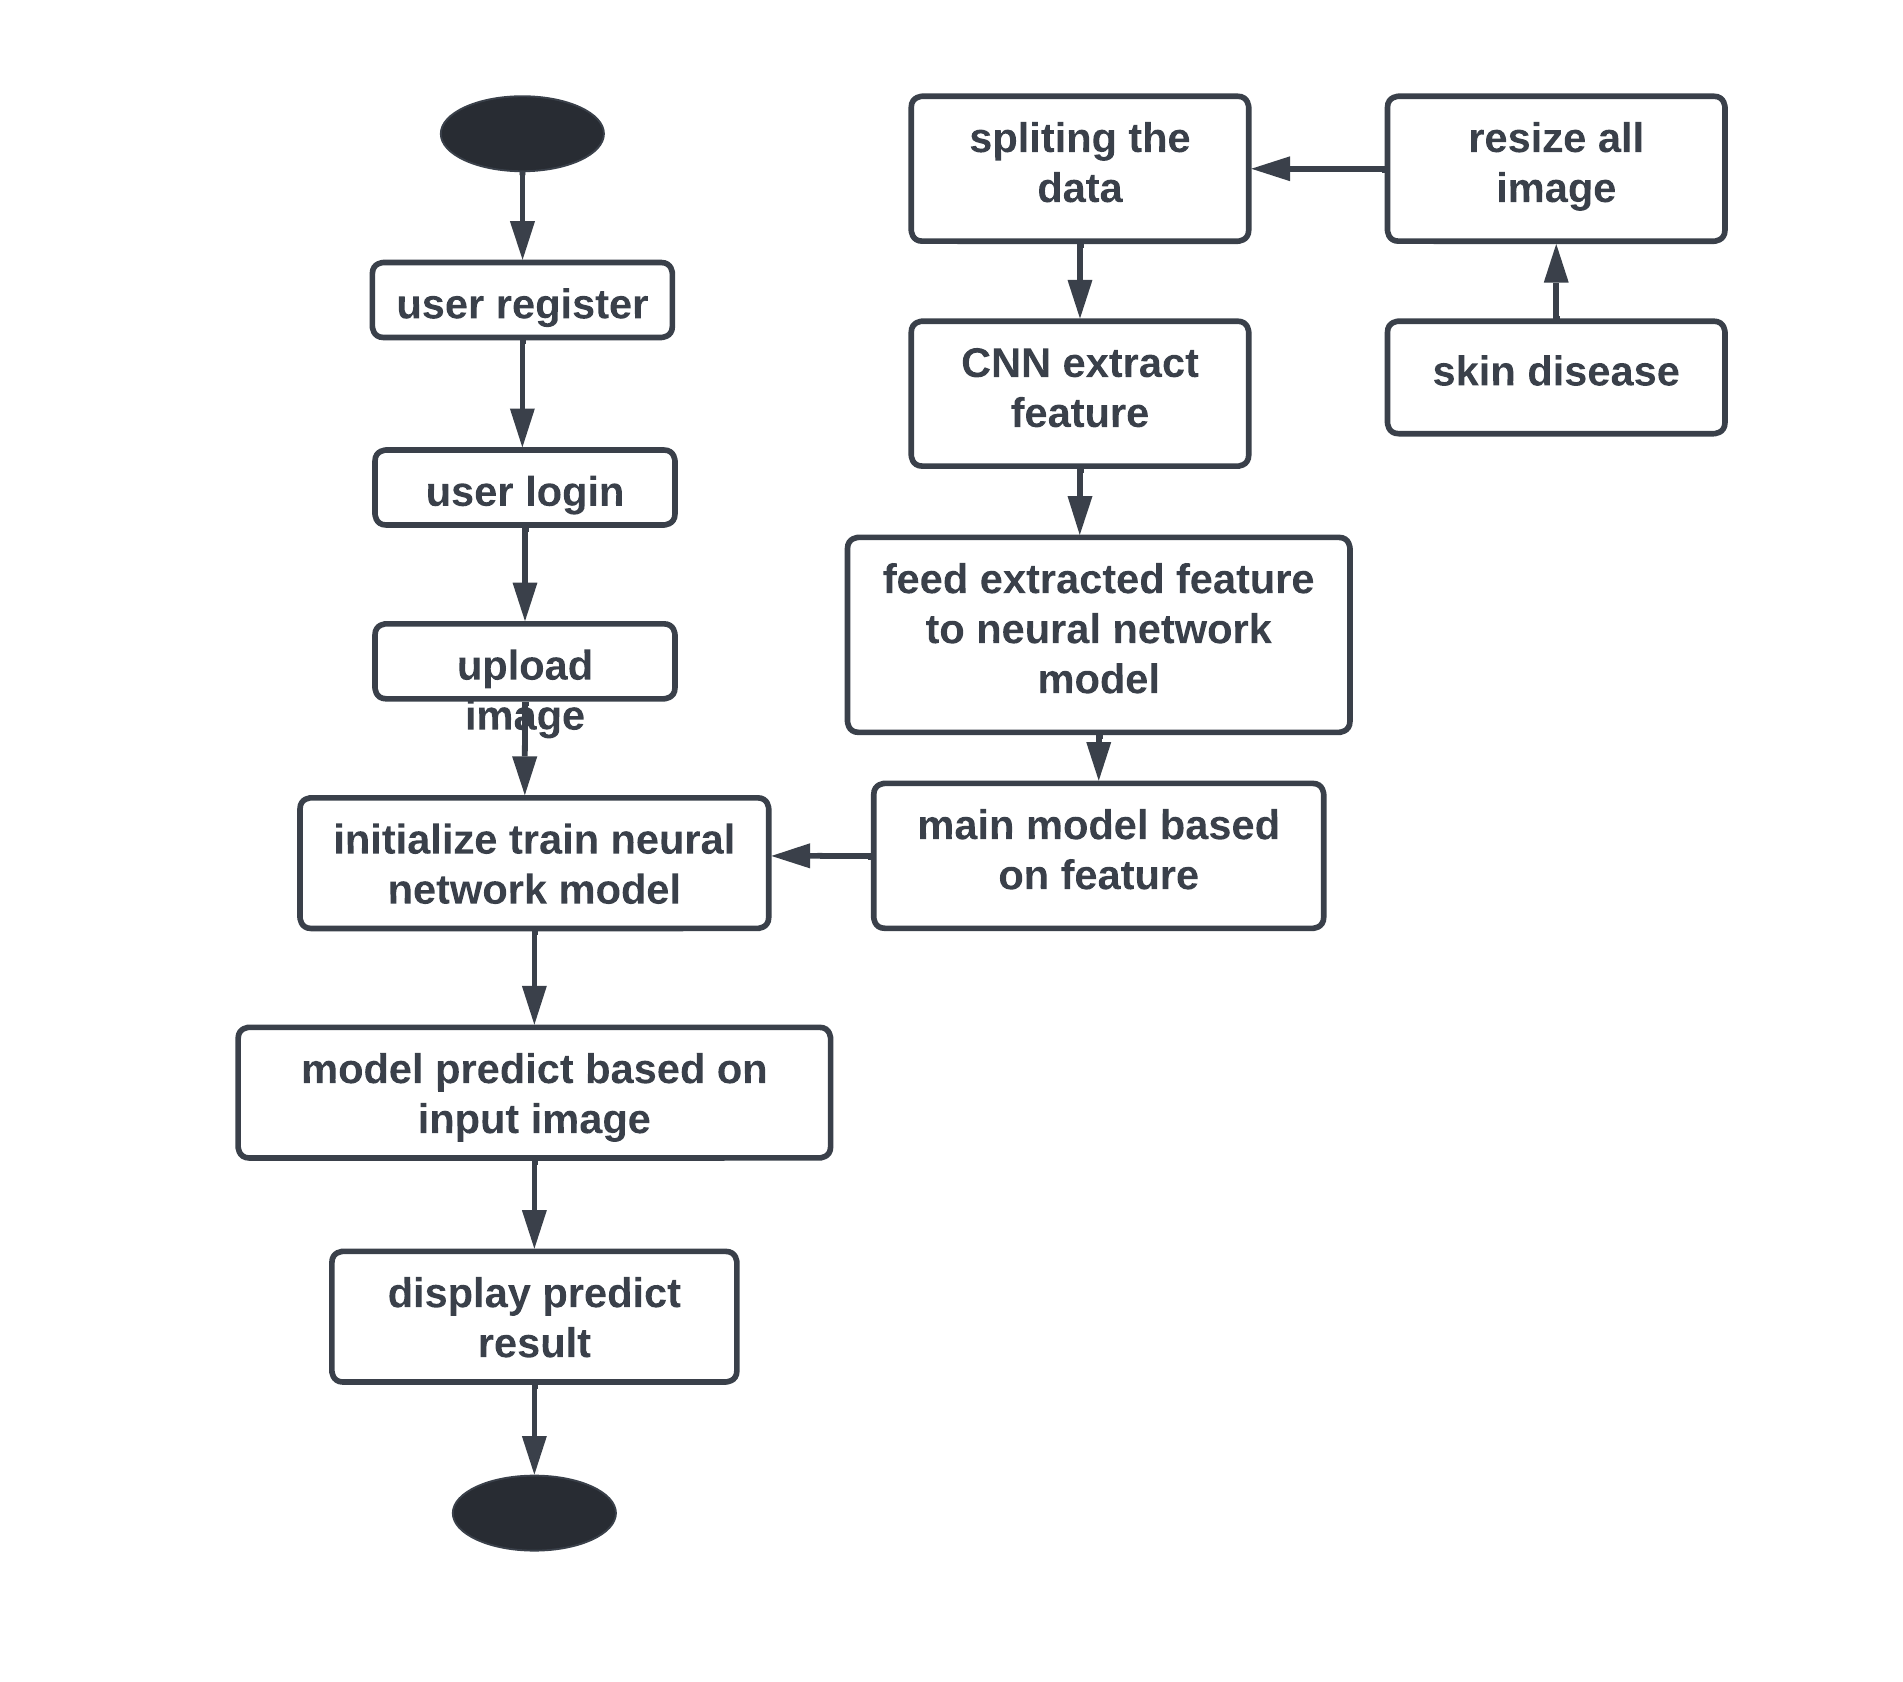 user register
user login
upload
image
initialize train neural
network model
model predict based on
input image
display predict
result
spliting the
data
CNN extract
feature
feed extracted feature
to neural network
model
main model based
on feature
resize all
image
skin disease